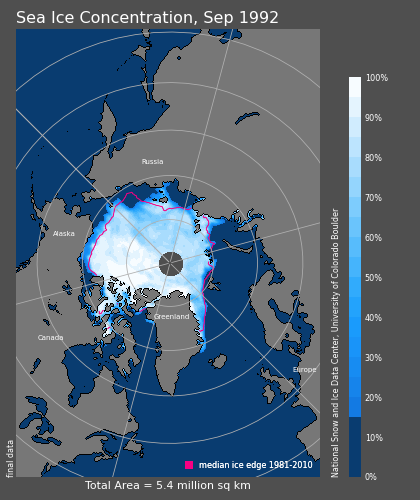 Sea Ice Concentration, Sep 1992
Russia
Alaska
Greenland
Canada
Europe
100%
90%
80%
70%
60%
50%
40%
30%
20%
10%
0%
National Snow and Ice Data Center, University of Colorado Boulder
final data
median ice edge 1981-2010
Total Area = 5.4 million sq km